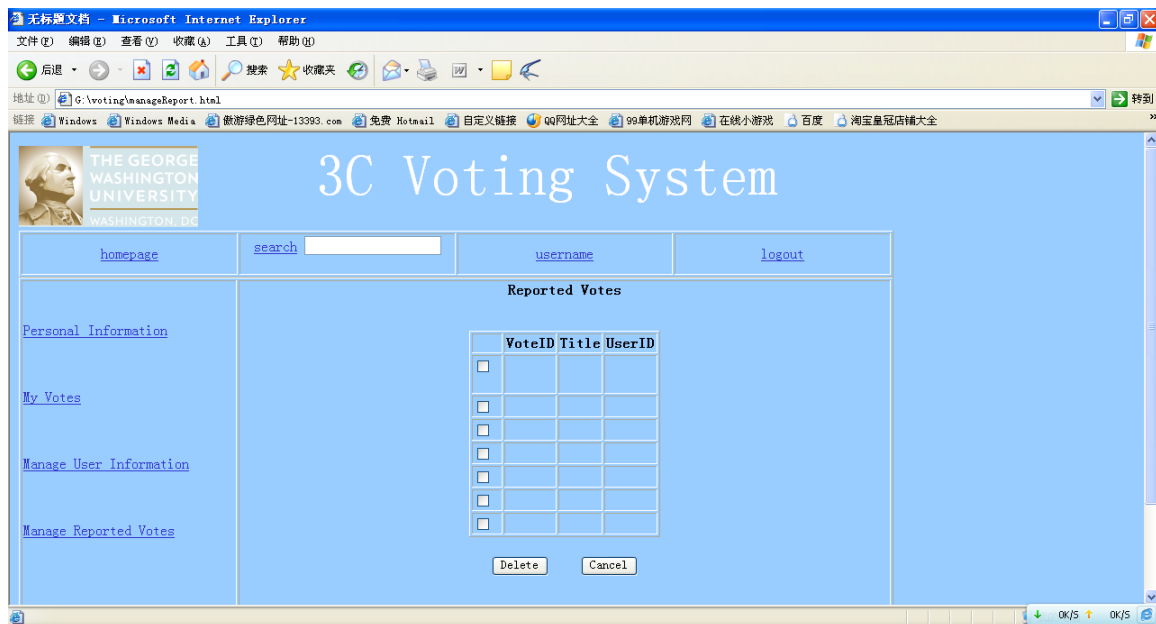 无标题文档 - Microsoft Internet Explorer
文件(F) 编辑(E) 查看(V) 收藏(A) 工具(T) 帮助(H)
后退 搜索 收藏夹
地址(D) G:\voting\manageReport.html 转到
链接 Windows Windows Media 傲游绿色网址-13393.com 免费 Hotmail 自定义链接 QQ网址大全 99单机游戏网 在线小游戏 百度 淘宝皇冠店铺大全 »
THE GEORGE
WASHINGTON
UNIVERSITY
WASHINGTON, DC
3C Voting System
homepage search username logout
Reported Votes
Personal Information
VoteID Title UserID
My Votes
Manage User Information
Manage Reported Votes
Delete Cancel
0K/S 0K/S